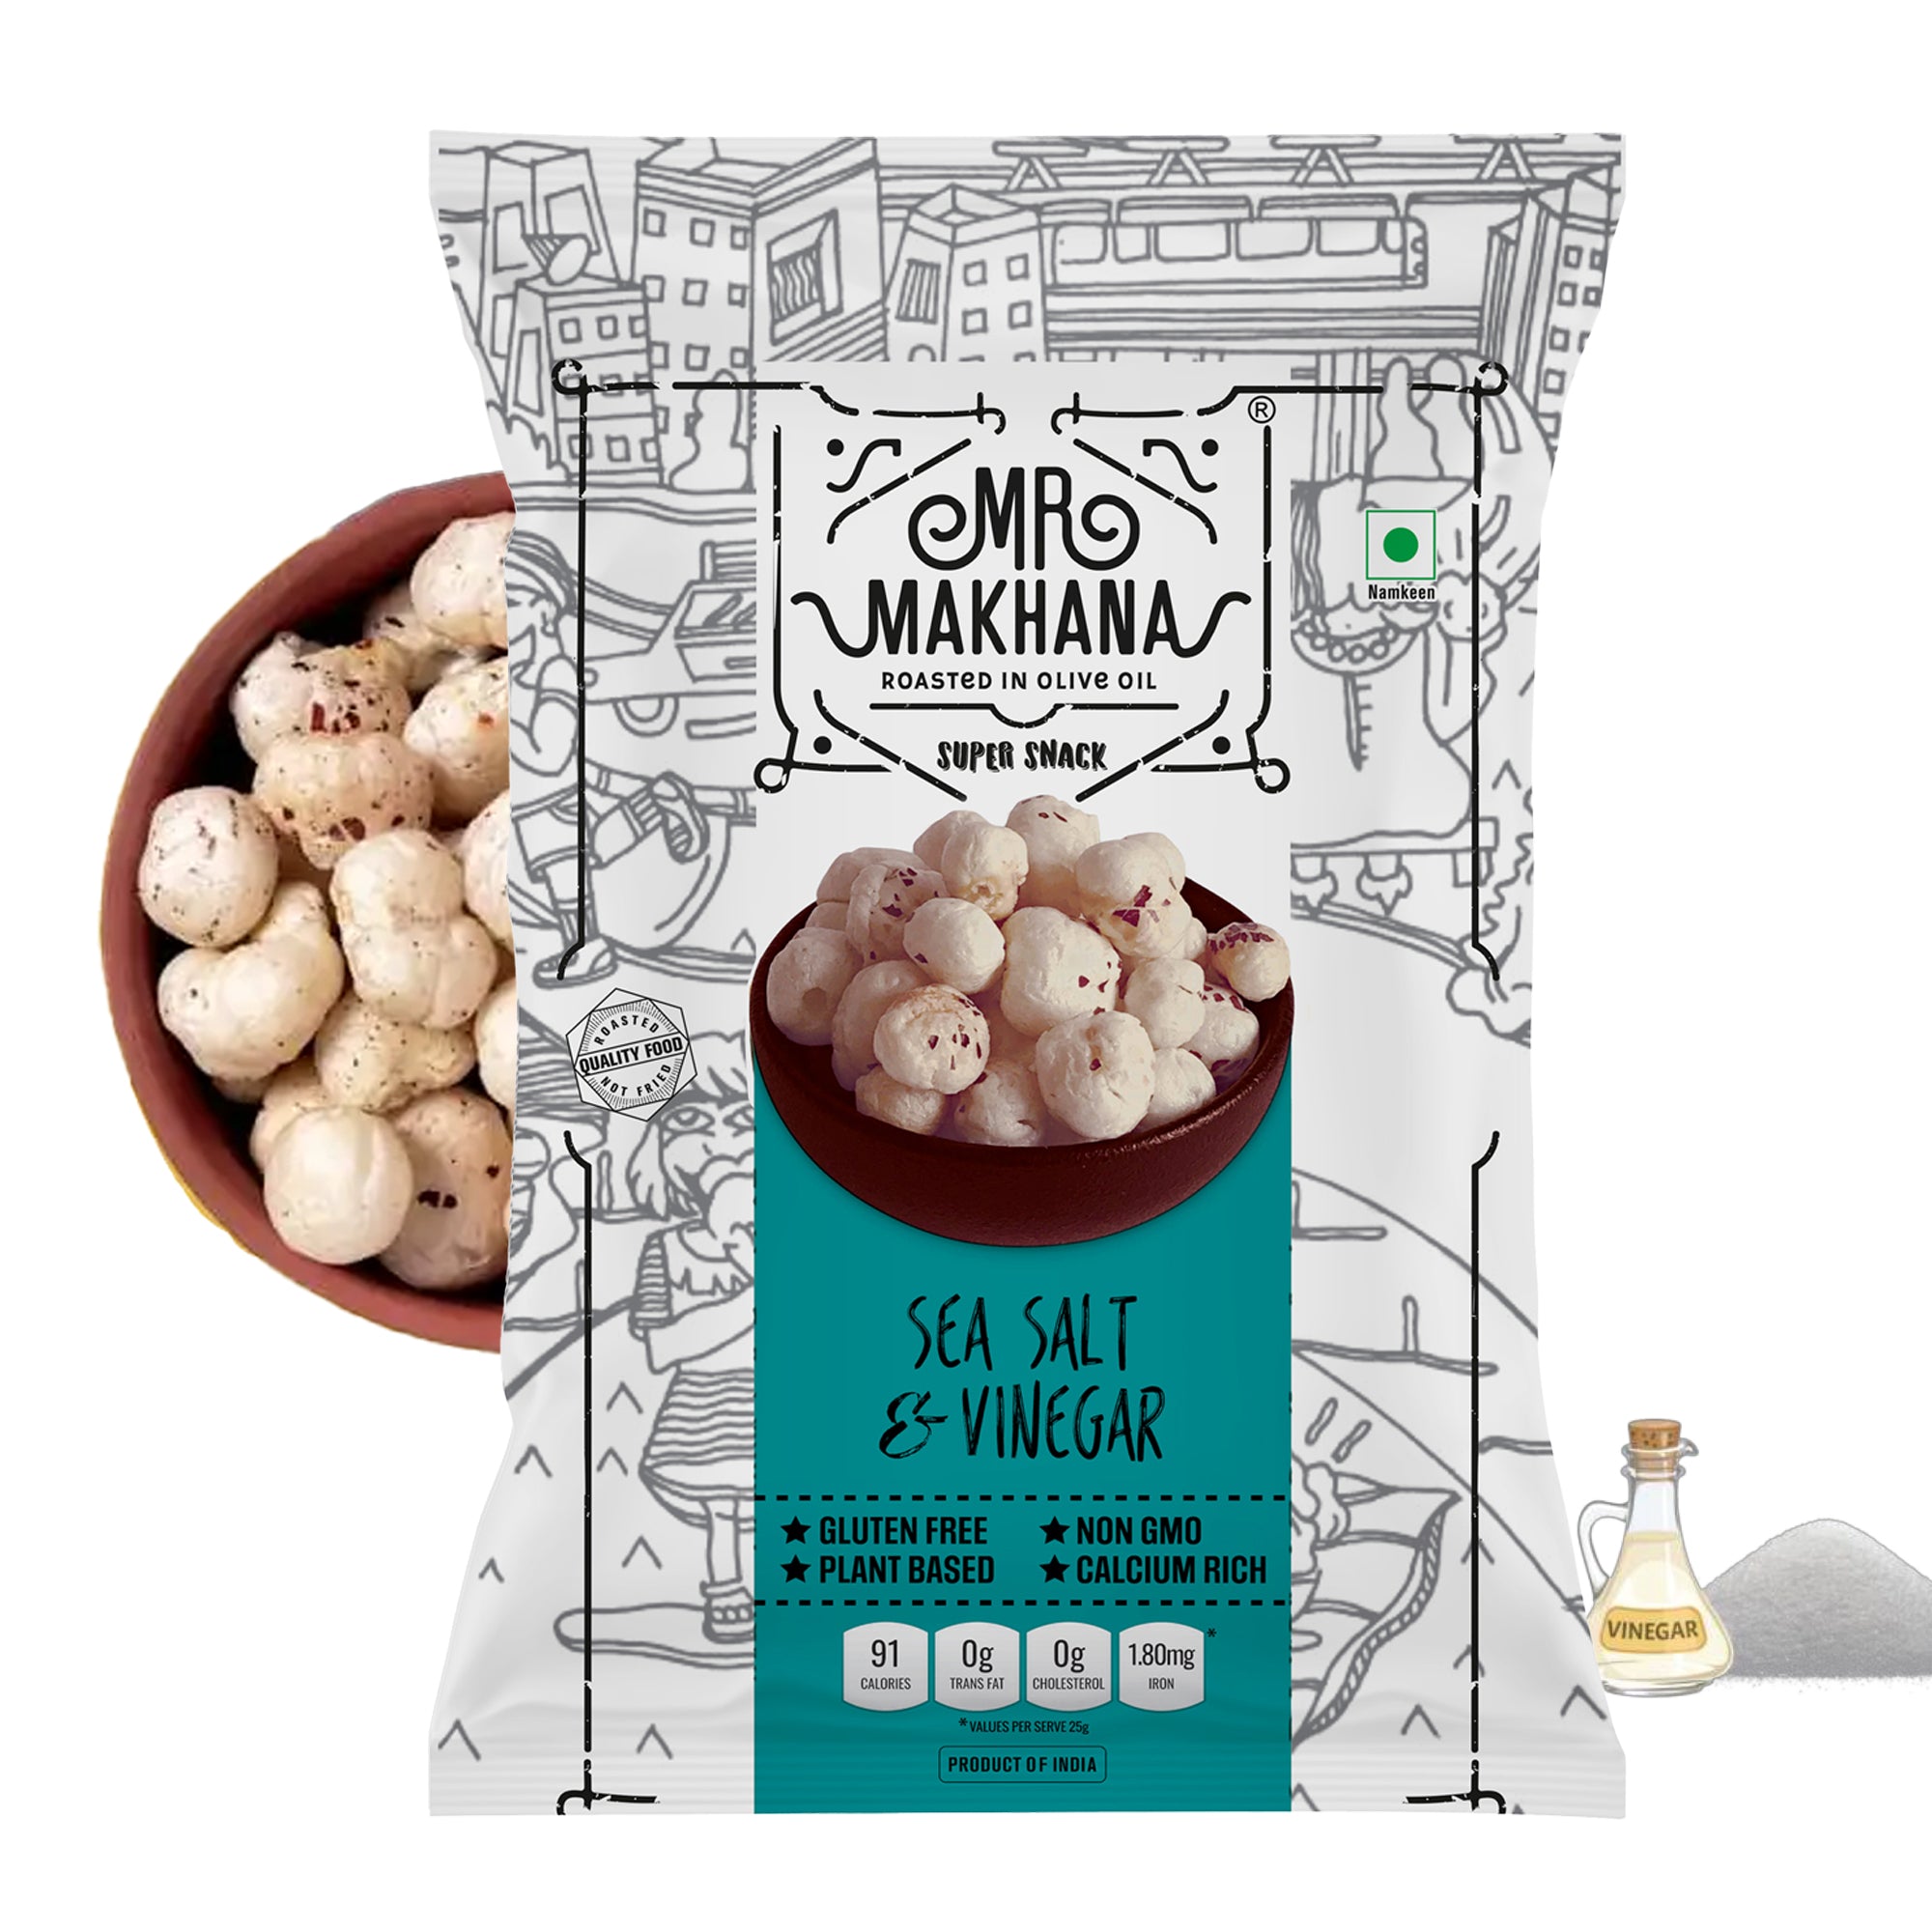 ®
MR
MAKHANA
ROASTED IN OLIVE OIL
SUPER SNACK
Namkeen
ROASTED
QUALITY FOOD
NOT FRIED
SEA SALT
& VINEGAR
★ GLUTEN FREE ★ NON GMO
★ PLANT BASED ★ CALCIUM RICH
91 CALORIES
0g TRANS FAT
0g CHOLESTEROL
1.80mg IRON *
*VALUES PER SERVE 25g
PRODUCT OF INDIA
VINEGAR